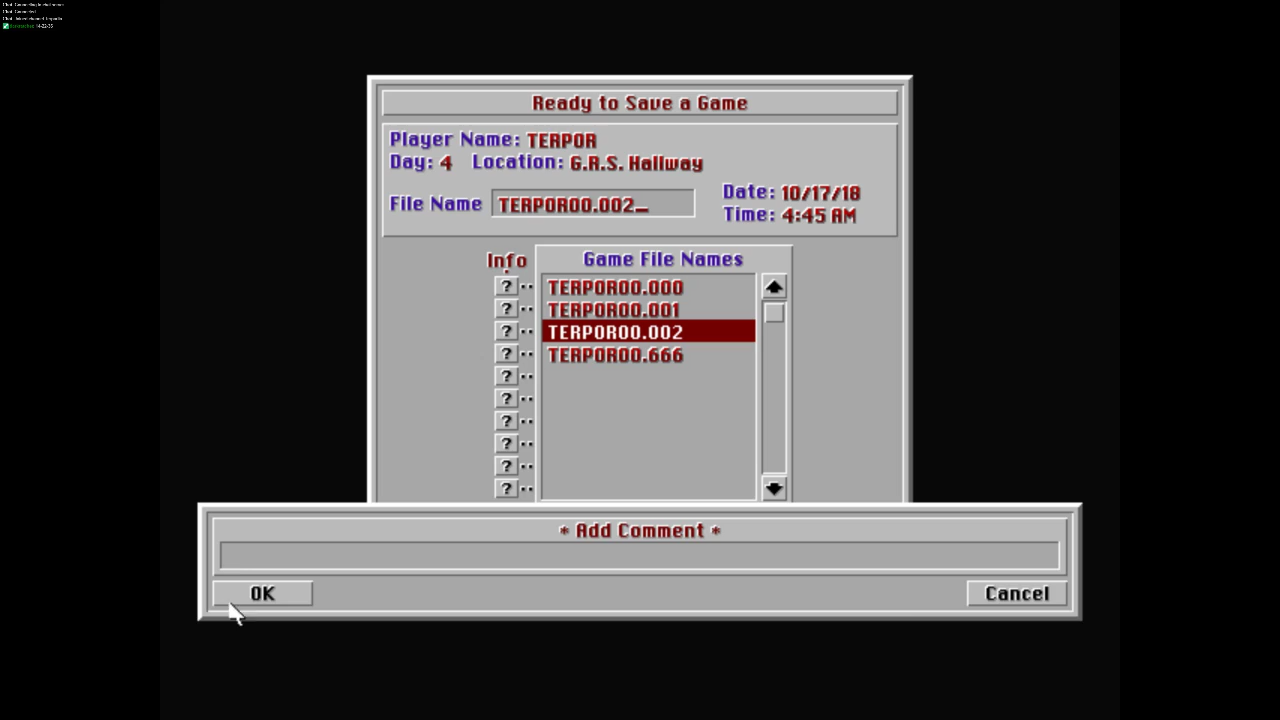 Chat: Connected
Ready to Save a Game
Player Name: TERPOR
Day: 4 Location: G.R.S. Hallway
File Name TERPOR00.002_
Date: 10/17/18
Time: 4:45 AM
Info
Game File Names
? TERPOR00.000
? TERPOR00.001
? TERPOR00.002
? TERPOR00.666
?
?
?
?
?
?
* Add Comment *
OK
Cancel